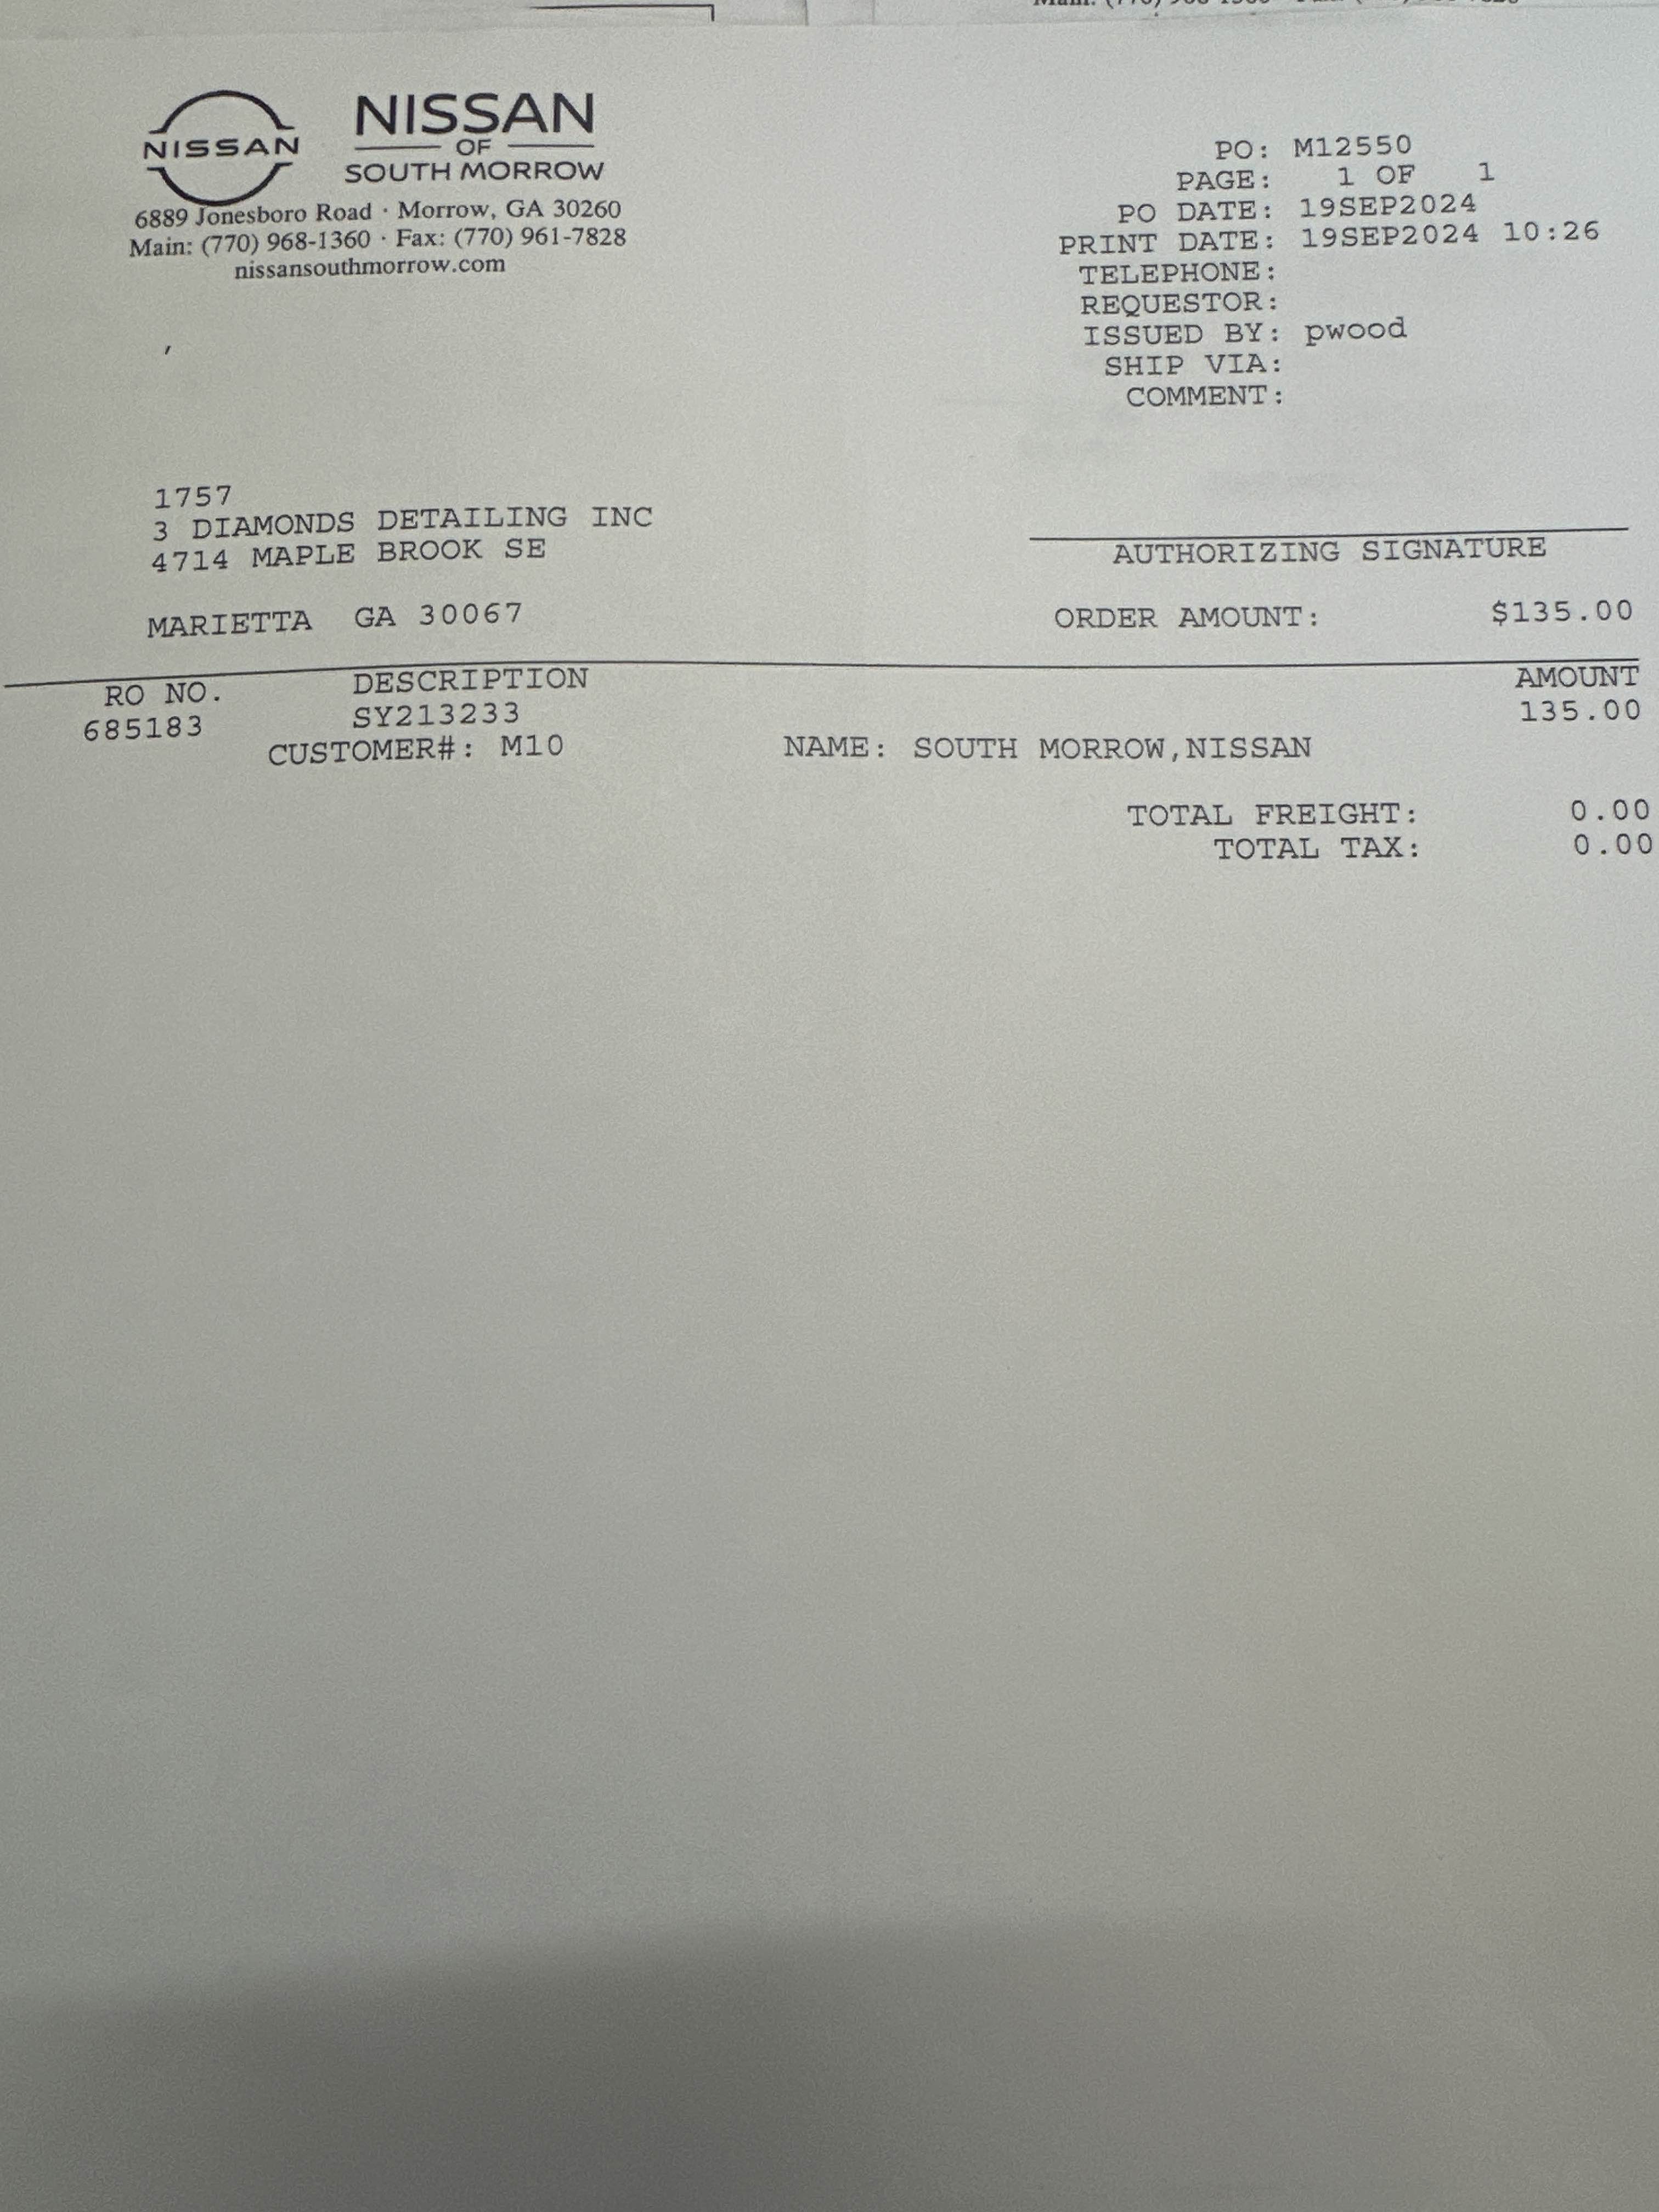 NISSAN
NISSAN
OF
SOUTH MORROW
6889 Jonesboro Road · Morrow, GA 30260
Main: (770) 968-1360 · Fax: (770) 961-7828
nissansouthmorrow.com
PO: M12550
PAGE: 1 OF 1
PO DATE: 19SEP2024
PRINT DATE: 19SEP2024 10:26
TELEPHONE:
REQUESTOR:
ISSUED BY: pwood
SHIP VIA:
COMMENT:
,
1757
3 DIAMONDS DETAILING INC
4714 MAPLE BROOK SE
MARIETTA GA 30067
AUTHORIZING SIGNATURE
ORDER AMOUNT: $135.00
RO NO. DESCRIPTION AMOUNT
685183 SY213233 135.00
CUSTOMER#: M10 NAME: SOUTH MORROW,NISSAN
TOTAL FREIGHT: 0.00
TOTAL TAX: 0.00